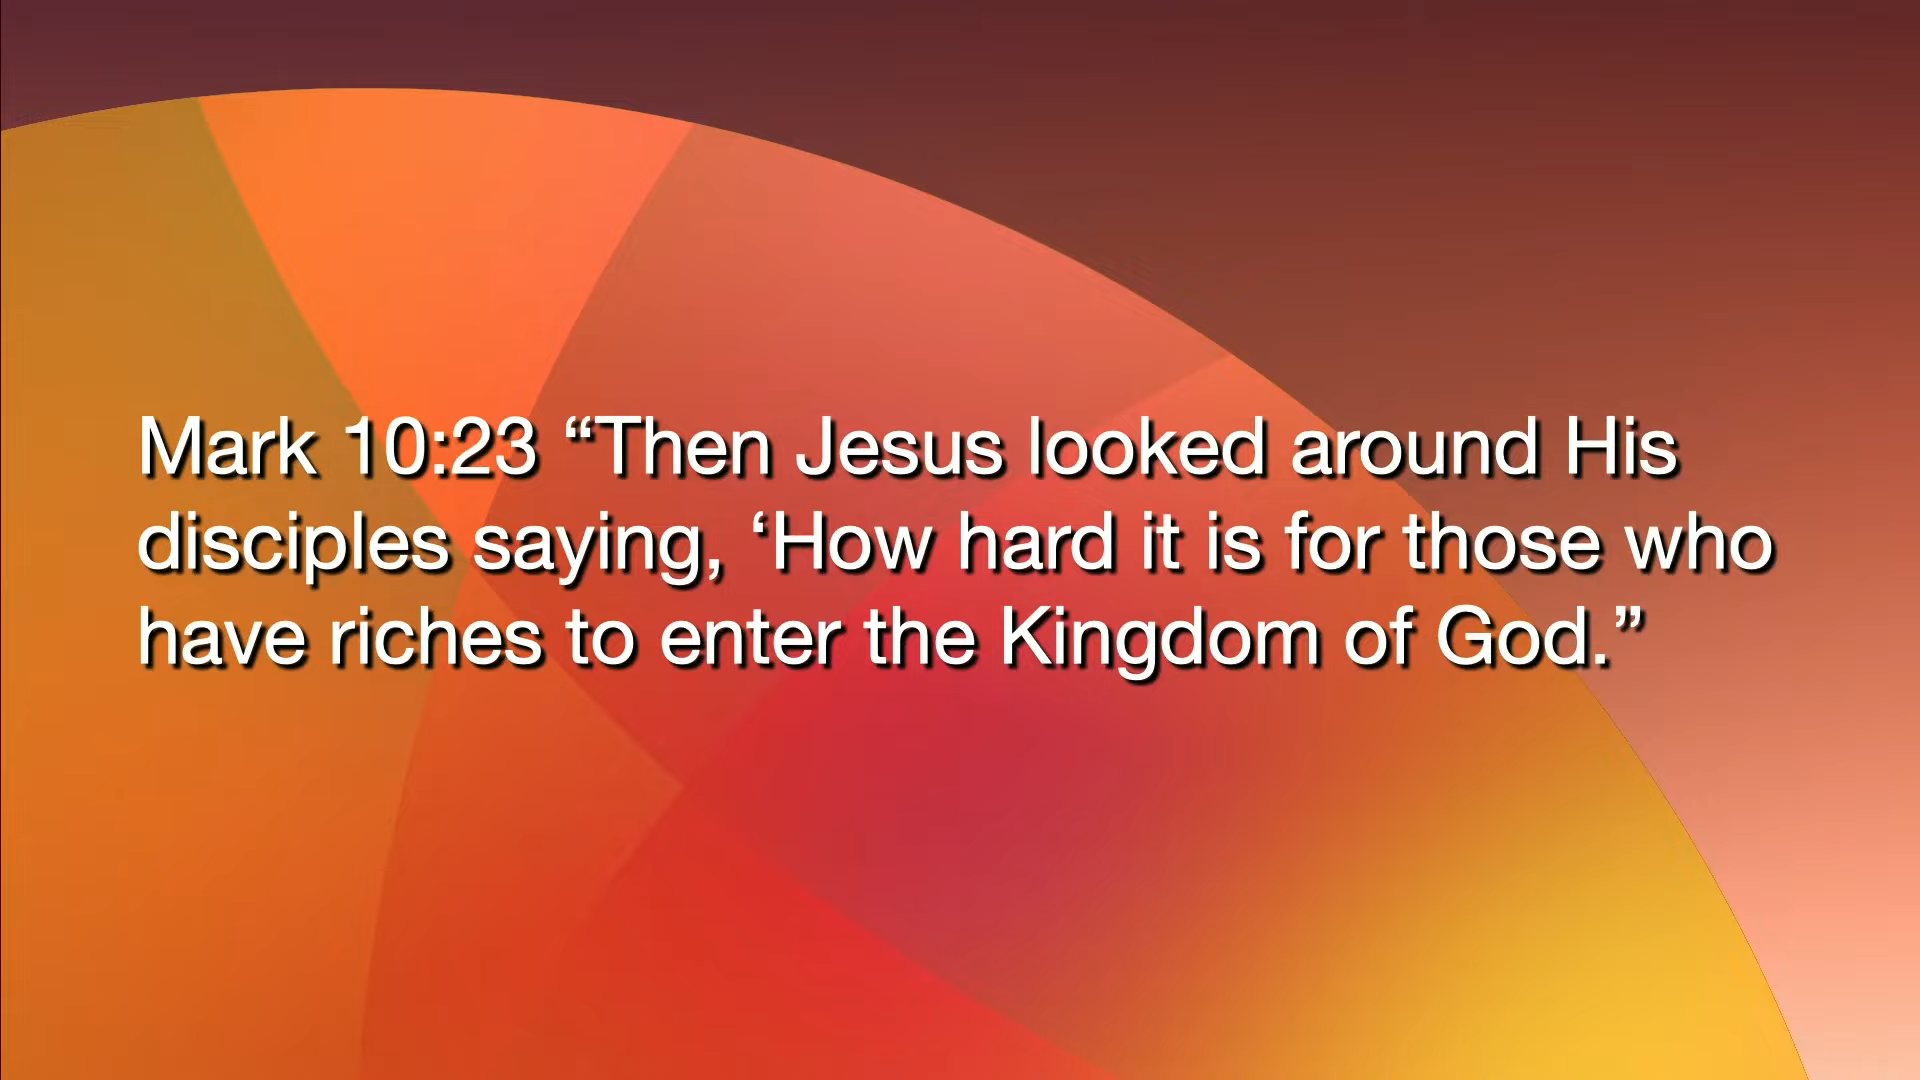 Mark 10:23 “Then Jesus looked around His
disciples saying, ‘How hard it is for those who
have riches to enter the Kingdom of God.”